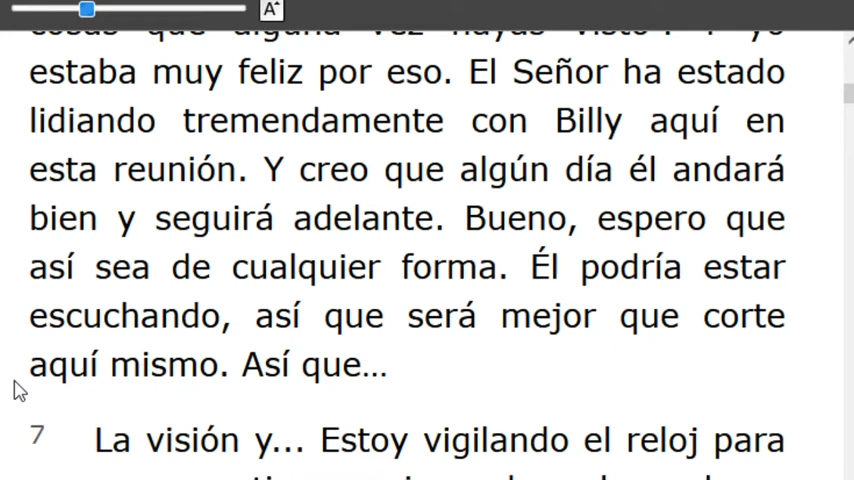 A
estaba muy feliz por eso. El Señor ha estado
lidiando tremendamente con Billy aquí en
esta reunión. Y creo que algún día él andará
bien y seguirá adelante. Bueno, espero que
así sea de cualquier forma. Él podría estar
escuchando, así que será mejor que corte
aquí mismo. Así que...
7 La visión y... Estoy vigilando el reloj para